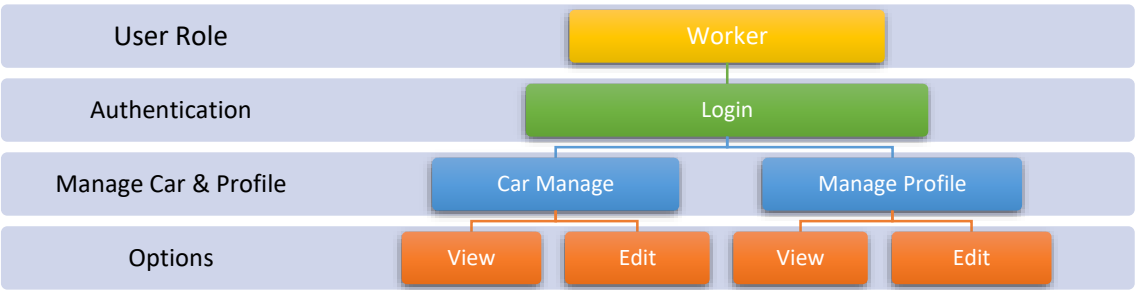 User Role
Worker
Authentication
Login
Manage Car & Profile
Car Manage
Manage Profile
Options
View
Edit
View
Edit